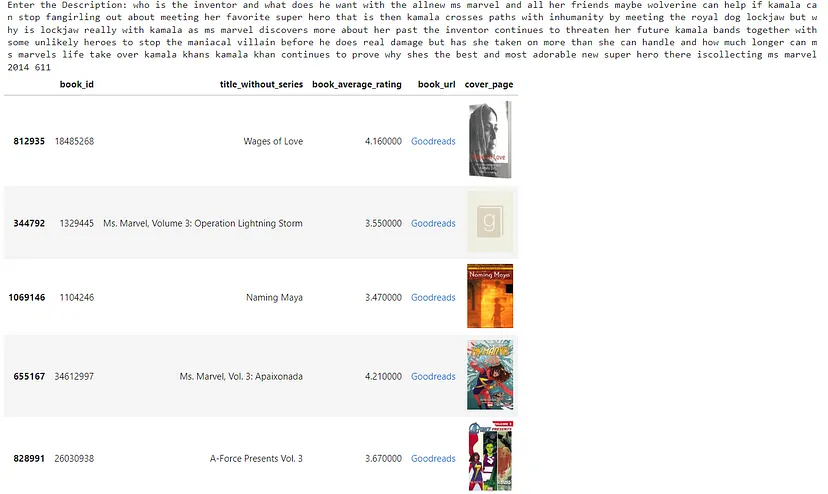 Enter the Description: who is the inventor and what does he want with the allnew ms marvel and all her friends maybe wolverine can help if kamala ca
n stop fangirling out about meeting her favorite super hero that is then kamala crosses paths with inhumanity by meeting the royal dog lockjaw but w
hy is lockjaw really with kamala as ms marvel discovers more about her past the inventor continues to threaten her future kamala bands together with
some unlikely heroes to stop the maniacal villain before he does real damage but has she taken on more than she can handle and how much longer can m
s marvels life take over kamala khans kamala khan continues to prove why shes the best and most adorable new super hero there iscollecting ms marvel
2014 611
book_id title_without_series book_average_rating book_url cover_page
812935 18485268 Wages of Love 4.160000 Goodreads
344792 1329445 Ms. Marvel, Volume 3: Operation Lightning Storm 3.550000 Goodreads
g
1069146 1104246 Naming Maya 3.470000 Goodreads
Naming Maya
655167 34612997 Ms. Marvel, Vol. 3: Apaixonada 4.210000 Goodreads
828991 26030938 A-Force Presents Vol. 3 3.670000 Goodreads